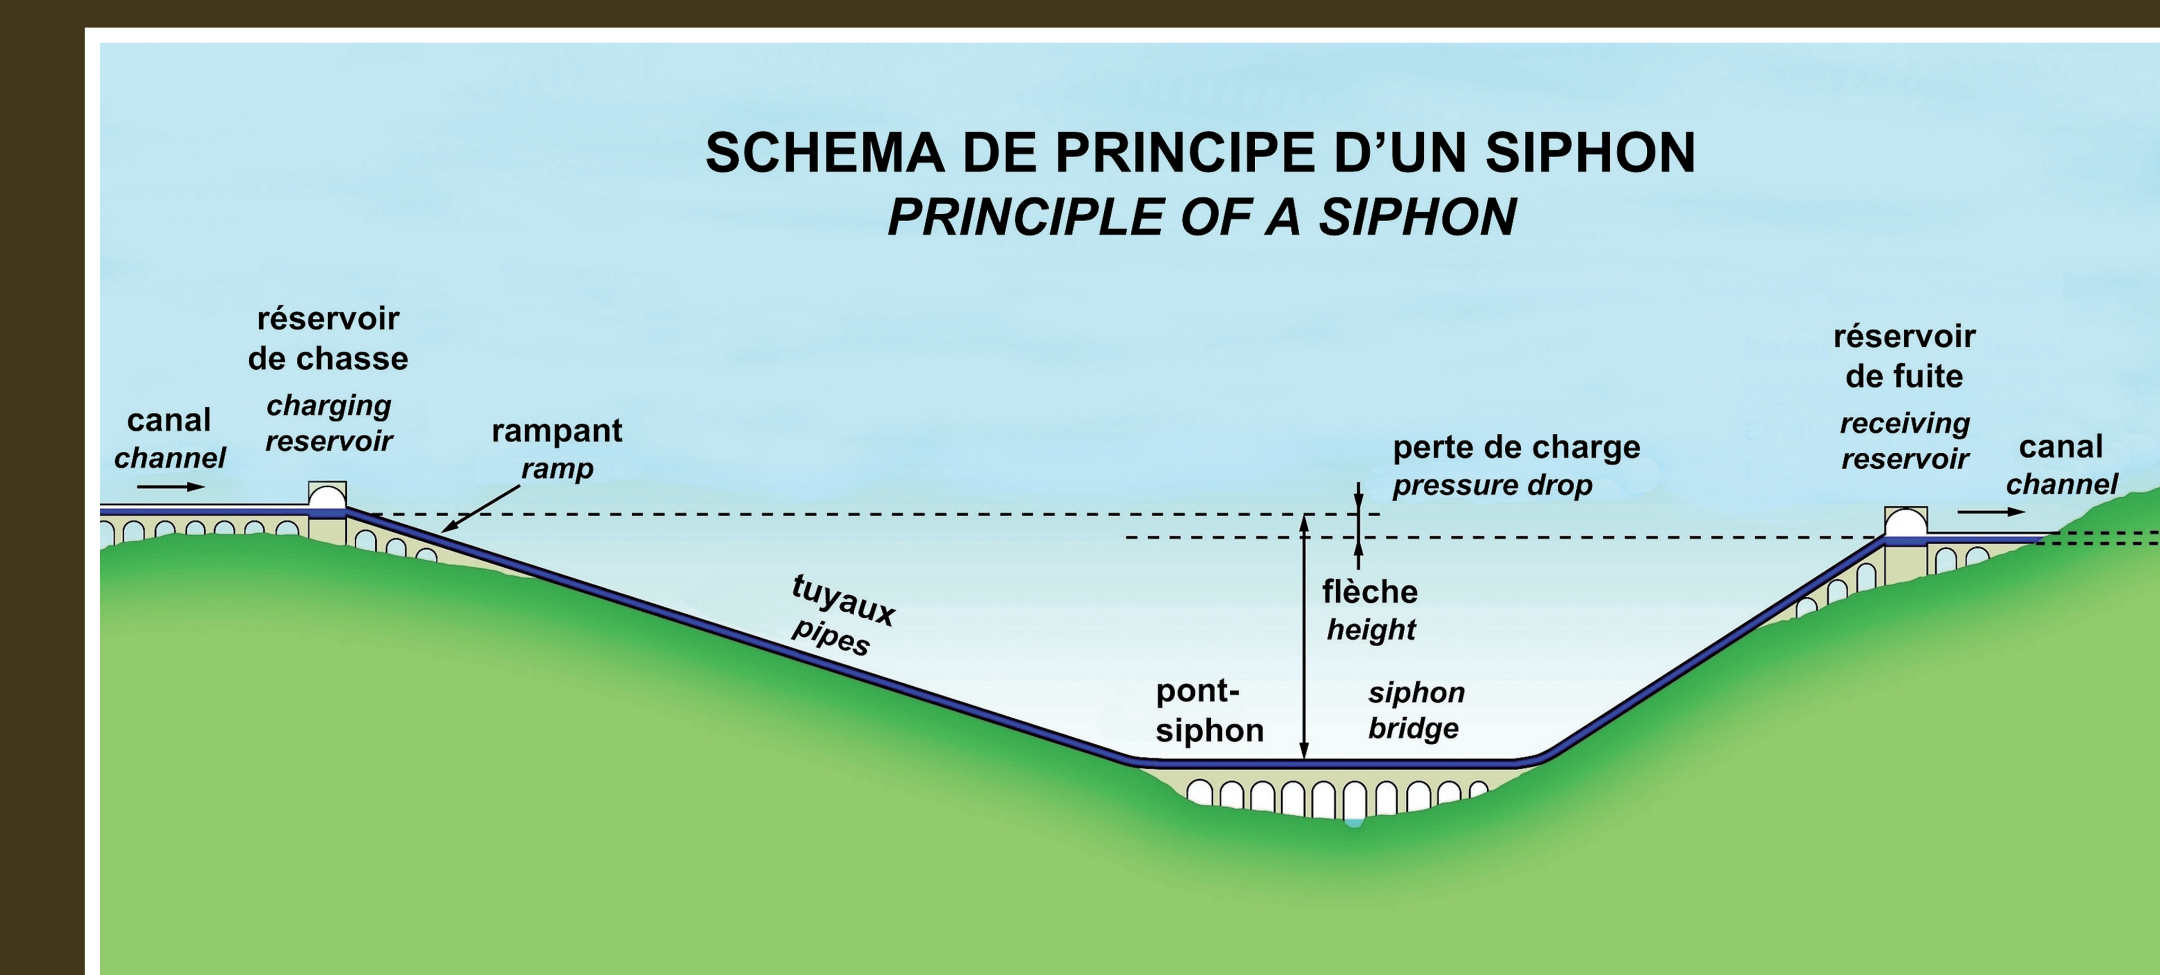 SCHEMA DE PRINCIPE D’UN SIPHON
PRINCIPLE OF A SIPHON
réservoir
de chasse
charging
reservoir
canal
channel
rampant
ramp
tuyaux
pipes
perte de charge
pressure drop
flèche
height
pont-
siphon
siphon
bridge
réservoir
de fuite
receiving
reservoir
canal
channel